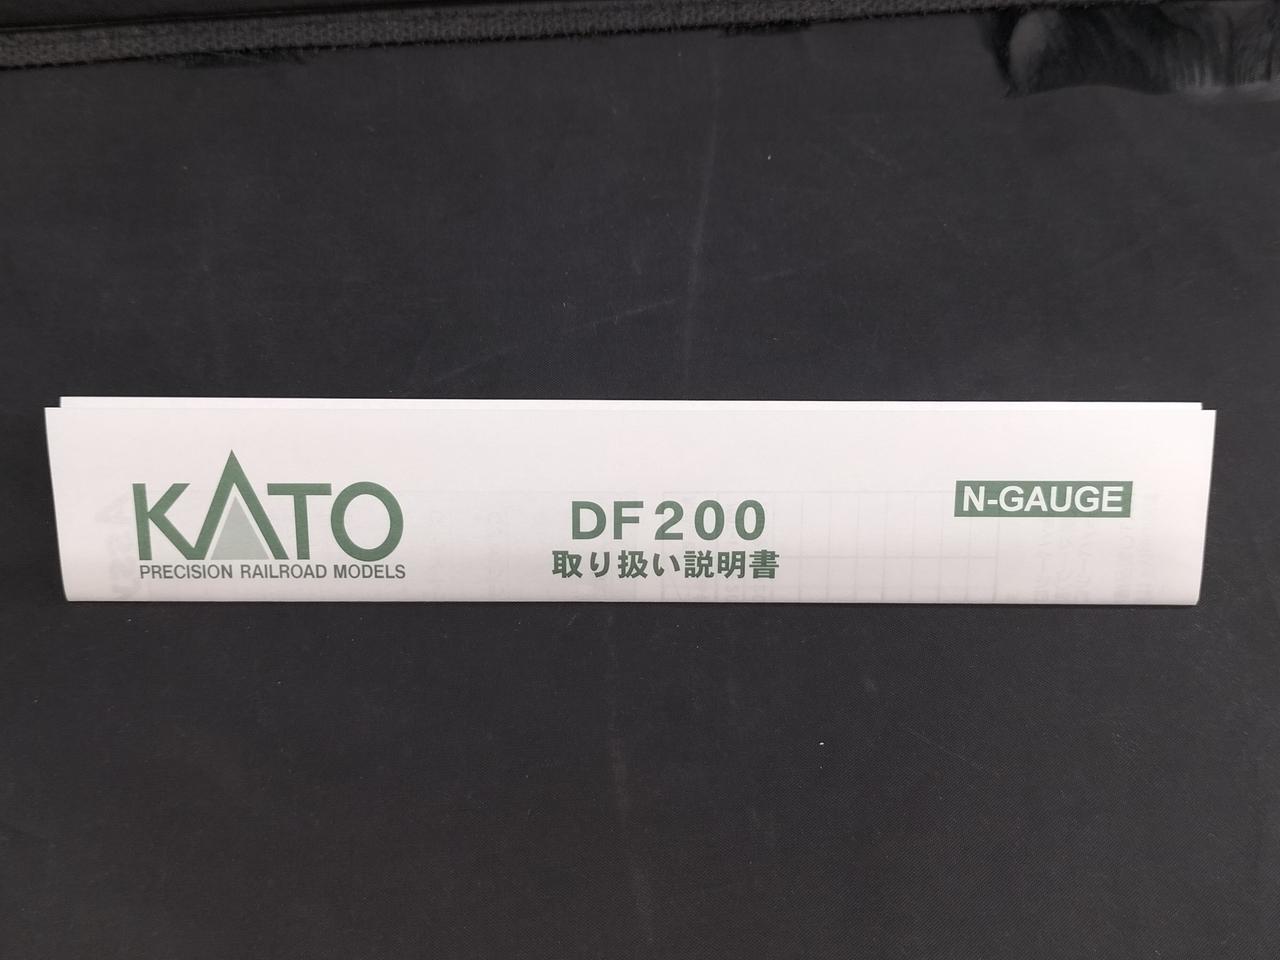 KATO
PRECISION RAILROAD MODELS
DF200
取り扱い説明書
N-GAUGE